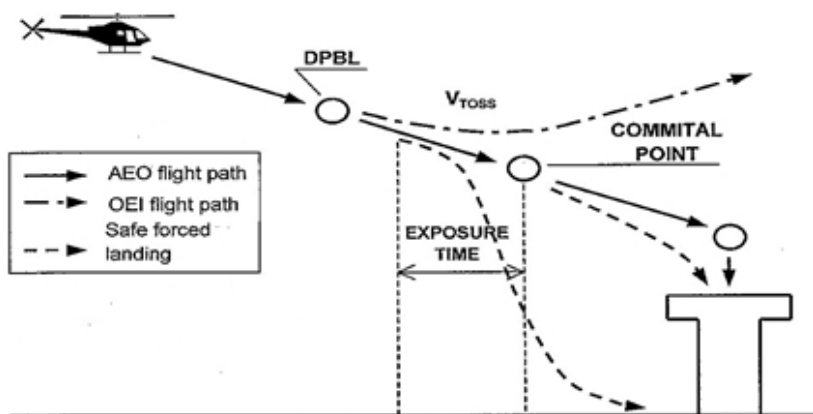 DPBL
VTOSS
COMMITAL
POINT
AEO flight path
OEI flight path
Safe forced
landing
EXPOSURE
TIME